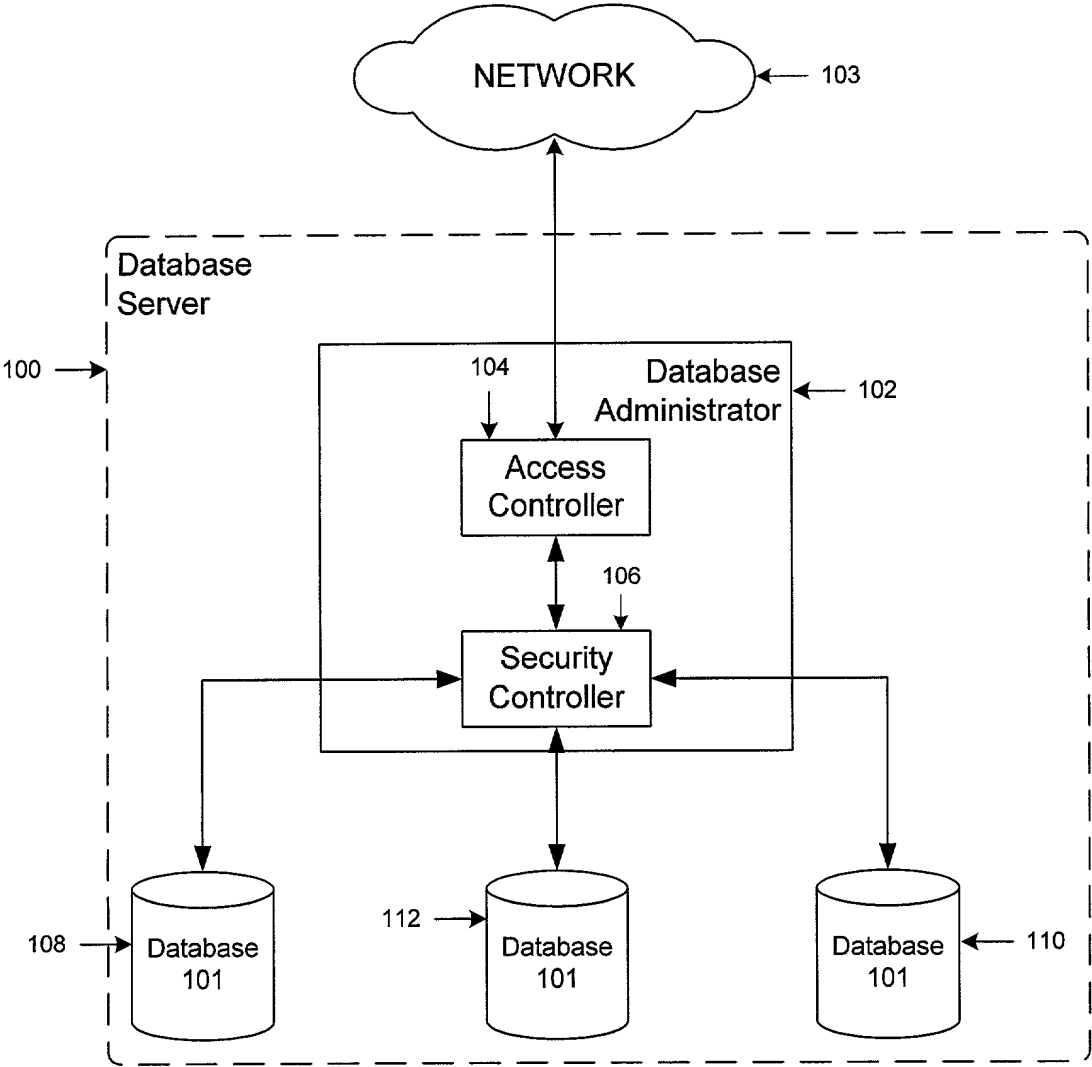 NETWORK
103
Database
Server
100
104
Database
Administrator
102
Access
Controller
106
Security
Controller
108
Database
101
112
Database
101
Database
101
110